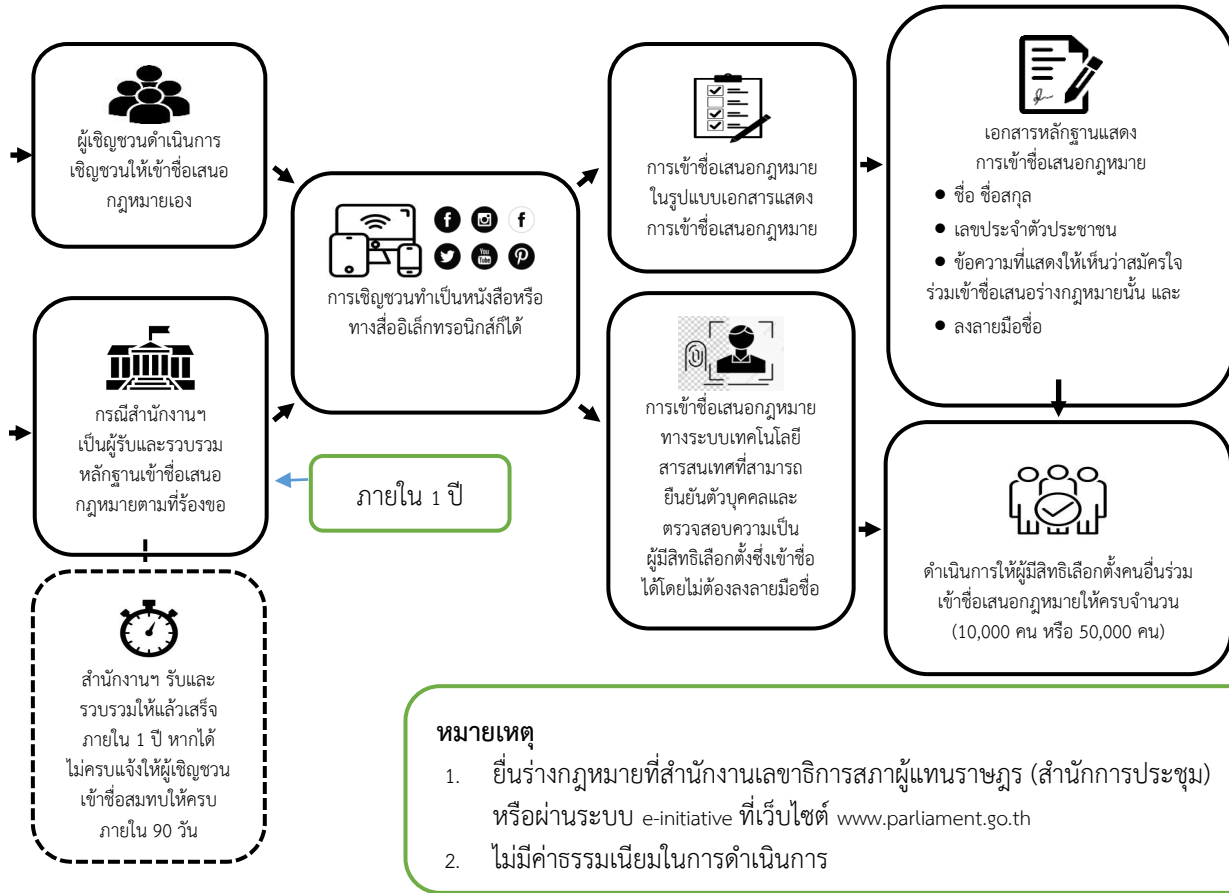 ผู้เชิญชวนดำเนินการ
เชิญชวนให้เข้าชื่อเสนอ
กฎหมายเอง
กรณีสำนักงานฯ
เป็นผู้รับและรวบรวม
หลักฐานเข้าชื่อเสนอ
กฎหมายตามที่ร้องขอ
ภายใน 1 ปี
สำนักงานฯ รับและ
รวบรวมให้แล้วเสร็จ
ภายใน 1 ปี หากได้
ไม่ครบแจ้งให้ผู้เชิญชวน
เข้าชื่อสมทบให้ครบ
ภายใน 90 วัน
You
Tube
การเชิญชวนทำเป็นหนังสือหรือ
ทางสื่ออิเล็กทรอนิกส์ก็ได้
การเข้าชื่อเสนอกฎหมาย
ในรูปแบบเอกสารแสดง
การเข้าชื่อเสนอกฎหมาย
การเข้าชื่อเสนอกฎหมาย
ทางระบบเทคโนโลยี
สารสนเทศที่สามารถ
ยืนยันตัวบุคคลและ
ตรวจสอบความเป็น
ผู้มีสิทธิเลือกตั้งซึ่งเข้าชื่อ
ได้โดยไม่ต้องลงลายมือชื่อ
เอกสารหลักฐานแสดง
การเข้าชื่อเสนอกฎหมาย
● ชื่อ ชื่อสกุล
● เลขประจำตัวประชาชน
● ข้อความที่แสดงให้เห็นว่าสมัครใจ
ร่วมเข้าชื่อเสนอร่างกฎหมายนั้น และ
● ลงลายมือชื่อ
ดำเนินการให้ผู้มีสิทธิเลือกตั้งคนอื่นร่วม
เข้าชื่อเสนอกฎหมายให้ครบจำนวน
(10,000 คน หรือ 50,000 คน)
หมายเหตุ
1. ยื่นร่างกฎหมายที่สำนักงานเลขาธิการสภาผู้แทนราษฎร (สำนักการประชุม)
หรือผ่านระบบ e-initiative ที่เว็บไซต์ www.parliament.go.th
2. ไม่มีค่าธรรมเนียมในการดำเนินการ